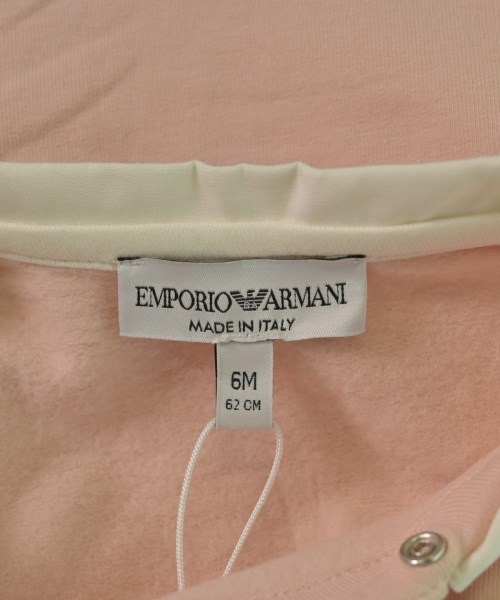 EMPORIO ARMANI
MADE IN ITALY
6M
62 CM